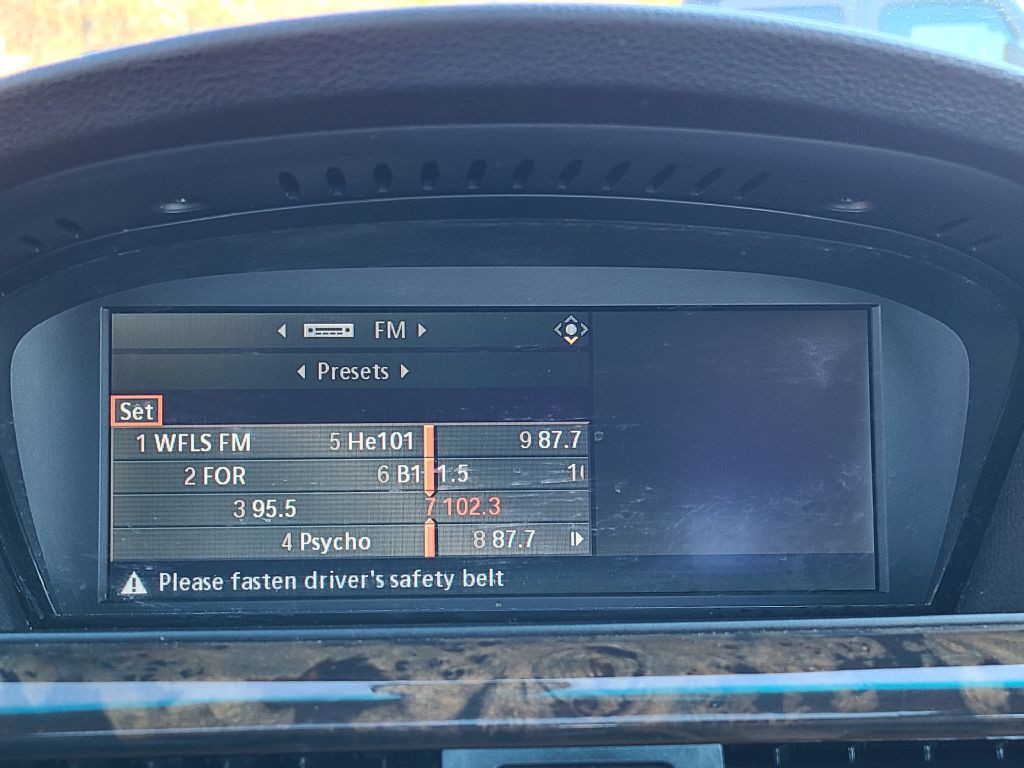 FM
Presets
Set
1 WFLS FM 5 He101 9 87.7
2 FOR 6 B1 1.5 1
3 95.5 7 102.3
4 Psycho 8 87.7
Please fasten driver's safety belt